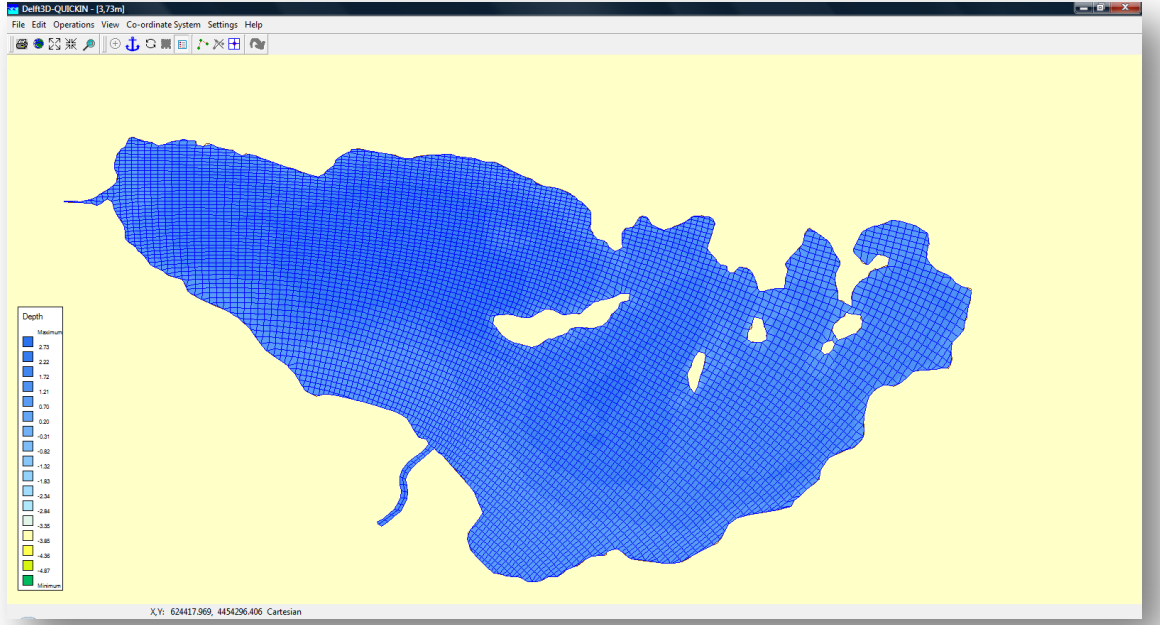 Delft3D-QUICKIN - [3,73m]
File Edit Operations View Co-ordinate System Settings Help
Depth
Maximum
2.73
2.22
1.72
1.21
0.70
0.20
-0.31
-0.82
-1.32
-1.83
-2.34
-2.84
-3.35
-3.85
-4.36
-4.87
Minimum
X,Y: 624417.969, 4454296.406 Cartesian